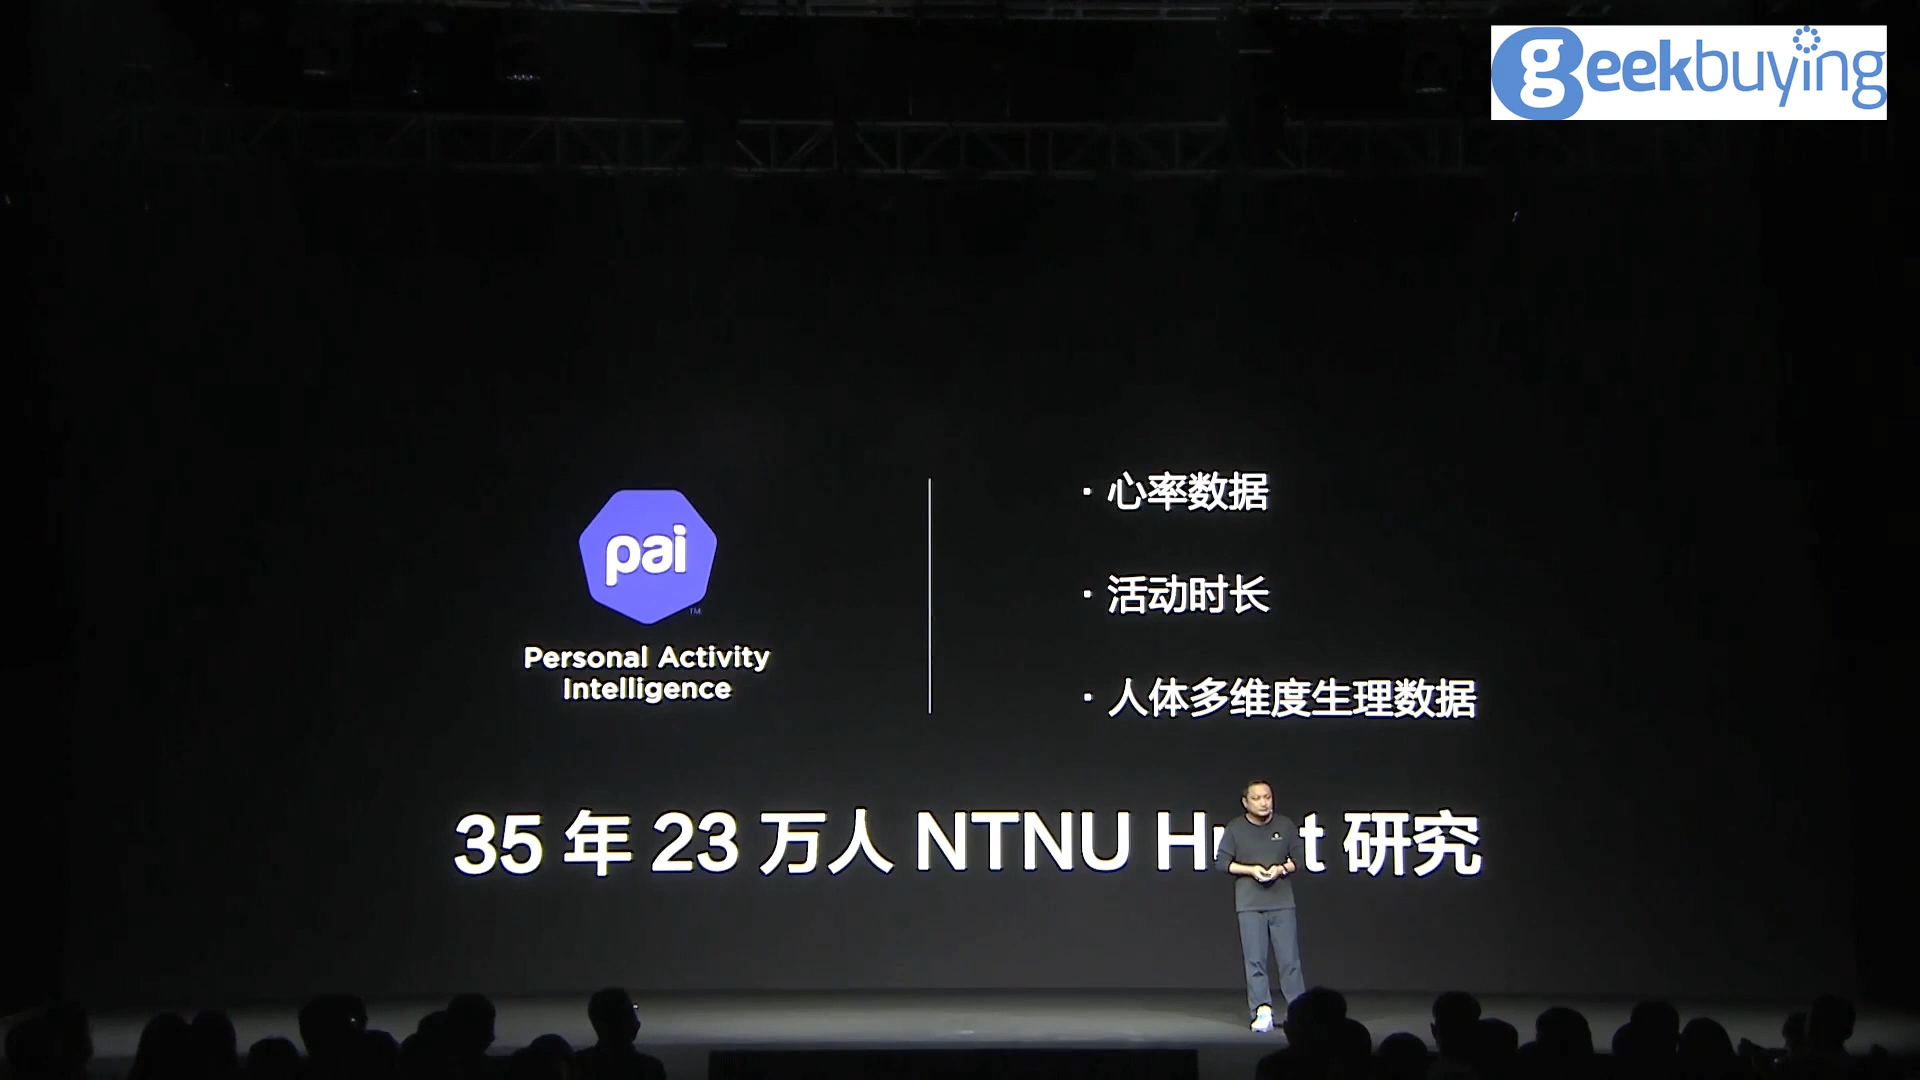 geekbuying
pai
TM
Personal Activity
Intelligence
· 心率数据
· 活动时长
· 人体多维度生理数据
35 年 23 万人 NTNU 研究